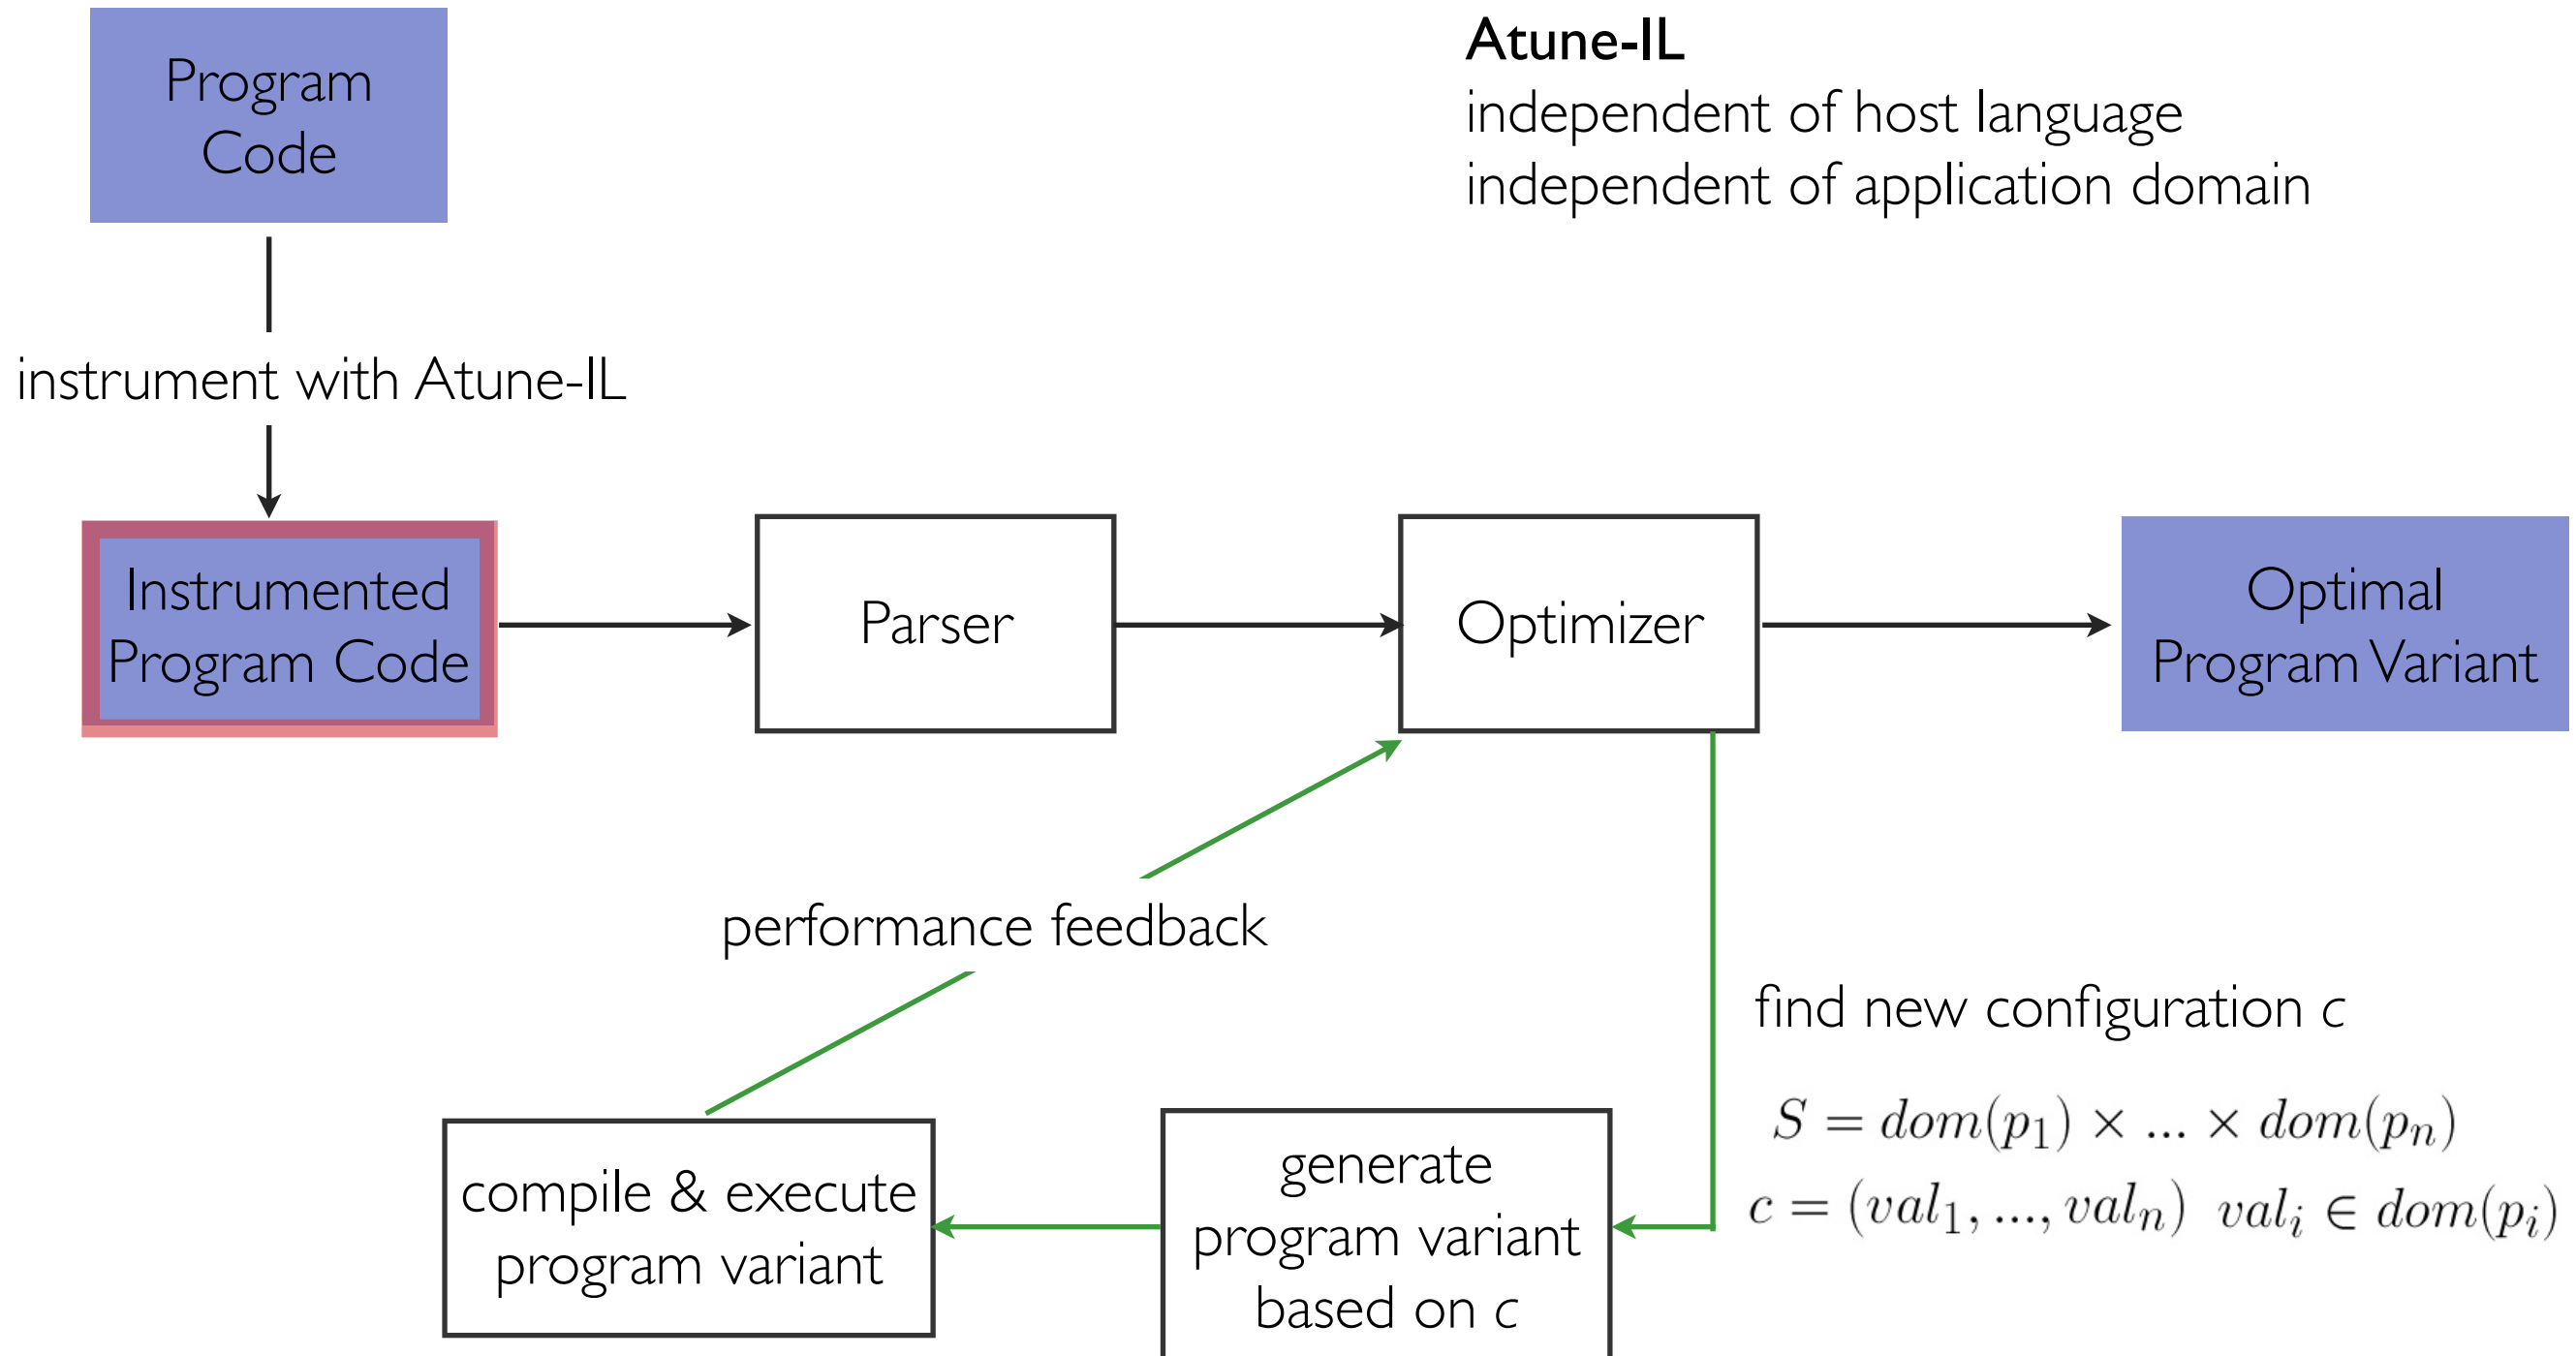 Program
Code
Atune-IL
independent of host language
independent of application domain
instrument with Atune-IL
Instrumented
Program Code
Parser
Optimizer
Optimal
Program Variant
performance feedback
find new configuration c
S = dom(p₁) × ... × dom(pₙ)
c = (val₁, ..., valₙ) valᵢ ∈ dom(pᵢ)
compile & execute
program variant
generate
program variant
based on c